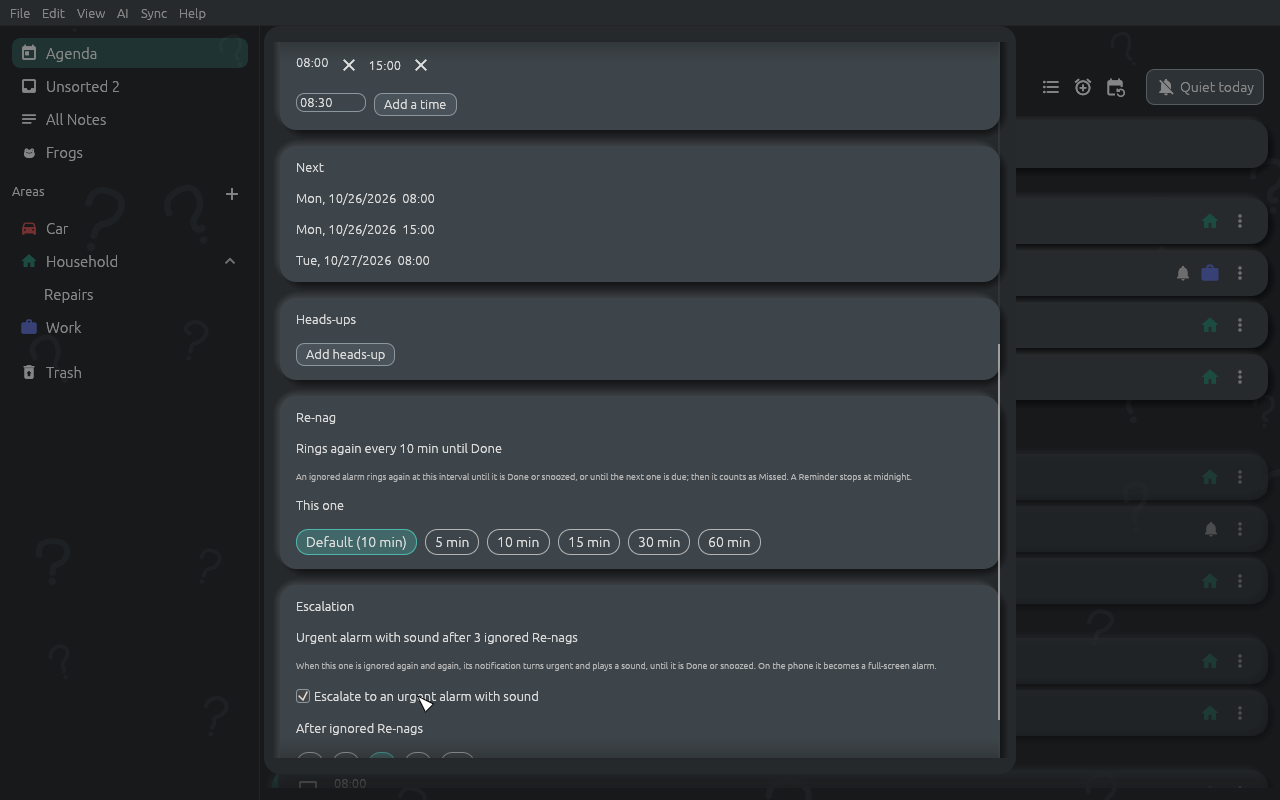 File Edit View AI Sync Help
Agenda
Unsorted 2
All Notes
Frogs
Areas
Car
Household
Repairs
Work
Trash
Quiet today
08:00 15:00
08:30 Add a time
Next
Mon, 10/26/2026 08:00
Mon, 10/26/2026 15:00
Tue, 10/27/2026 08:00
Heads-ups
Add heads-up
Re-nag
Rings again every 10 min until Done
An ignored alarm rings again at this interval until it is Done or snoozed, or until the next one is due; then it counts as Missed. A Reminder stops at midnight.
This one
Default (10 min) 5 min 10 min 15 min 30 min 60 min
Escalation
Urgent alarm with sound after 3 ignored Re-nags
When this one is ignored again and again, its notification turns urgent and plays a sound, until it is Done or snoozed. On the phone it becomes a full-screen alarm.
Escalate to an urgent alarm with sound
After ignored Re-nags
08:00